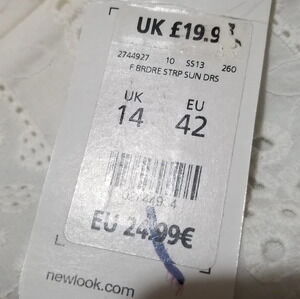 UK £19.9
2744927 10 SS13 260
F BRDRE STRP SUN DRS
UK EU
14 42
EU 24.99€
newlook.com